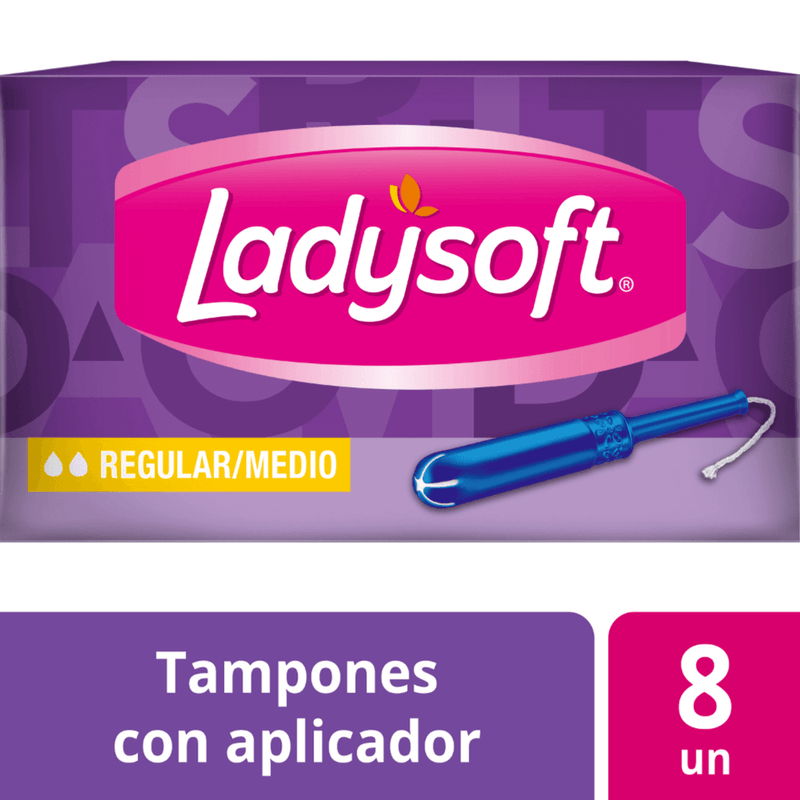 Ladysoft®
REGULAR/MEDIO
Tampones
con aplicador
8
un